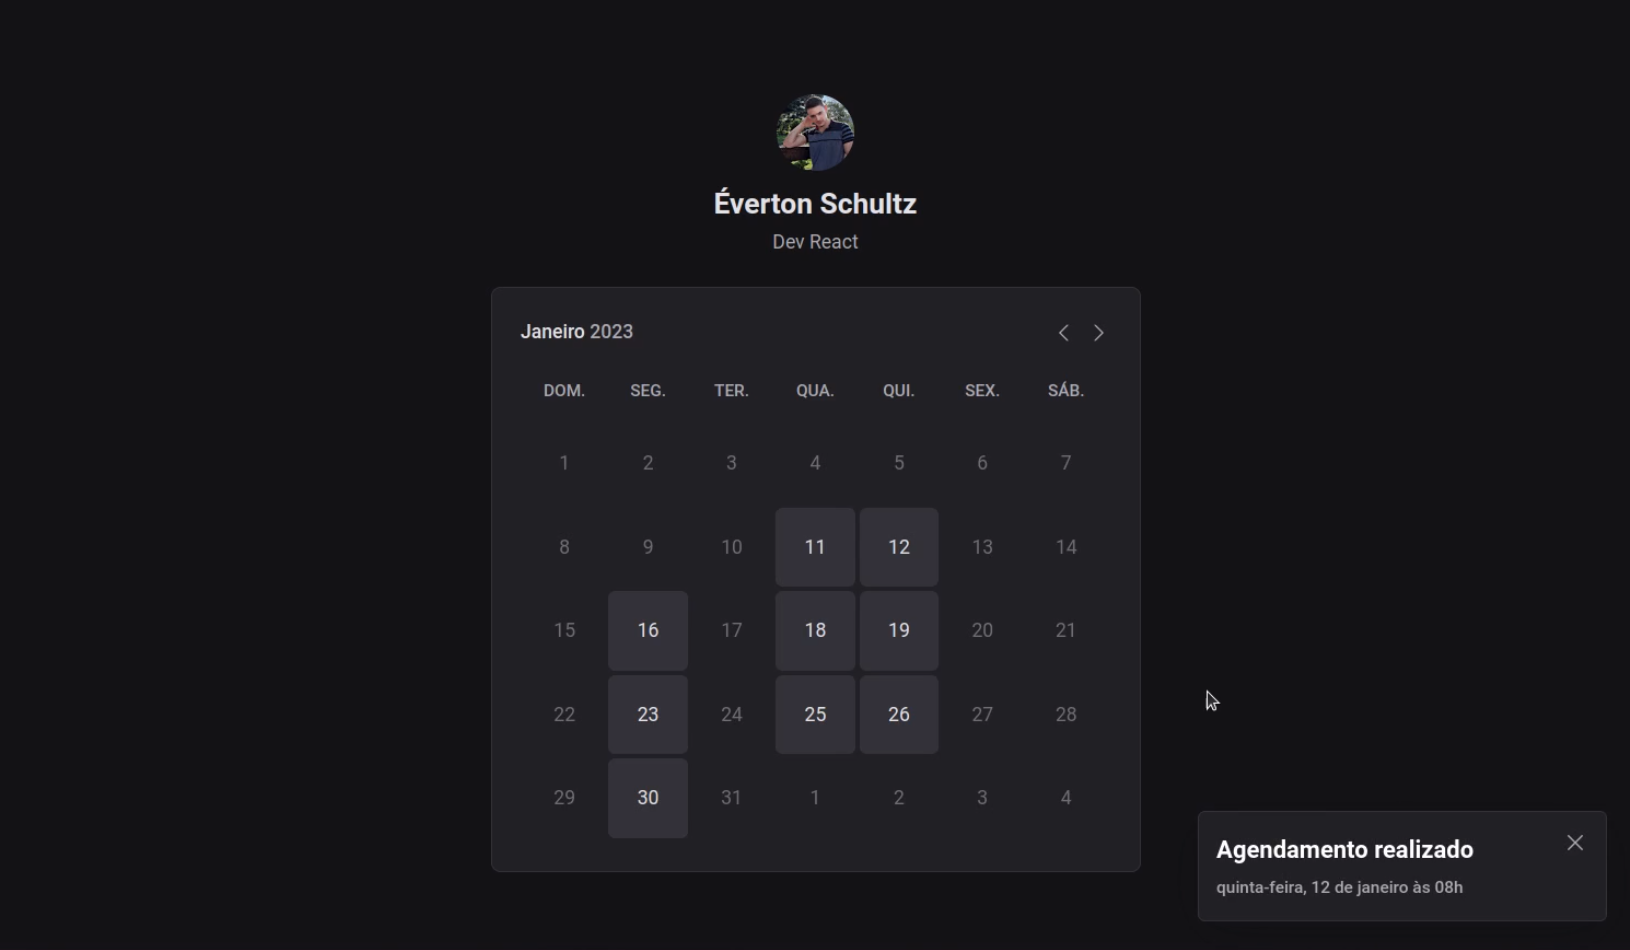 Éverton Schultz
Dev React
Janeiro 2023
DOM. SEG. TER. QUA. QUI. SEX. SÁB.
1 2 3 4 5 6 7
8 9 10 11 12 13 14
15 16 17 18 19 20 21
22 23 24 25 26 27 28
29 30 31 1 2 3 4
Agendamento realizado
quinta-feira, 12 de janeiro às 08h